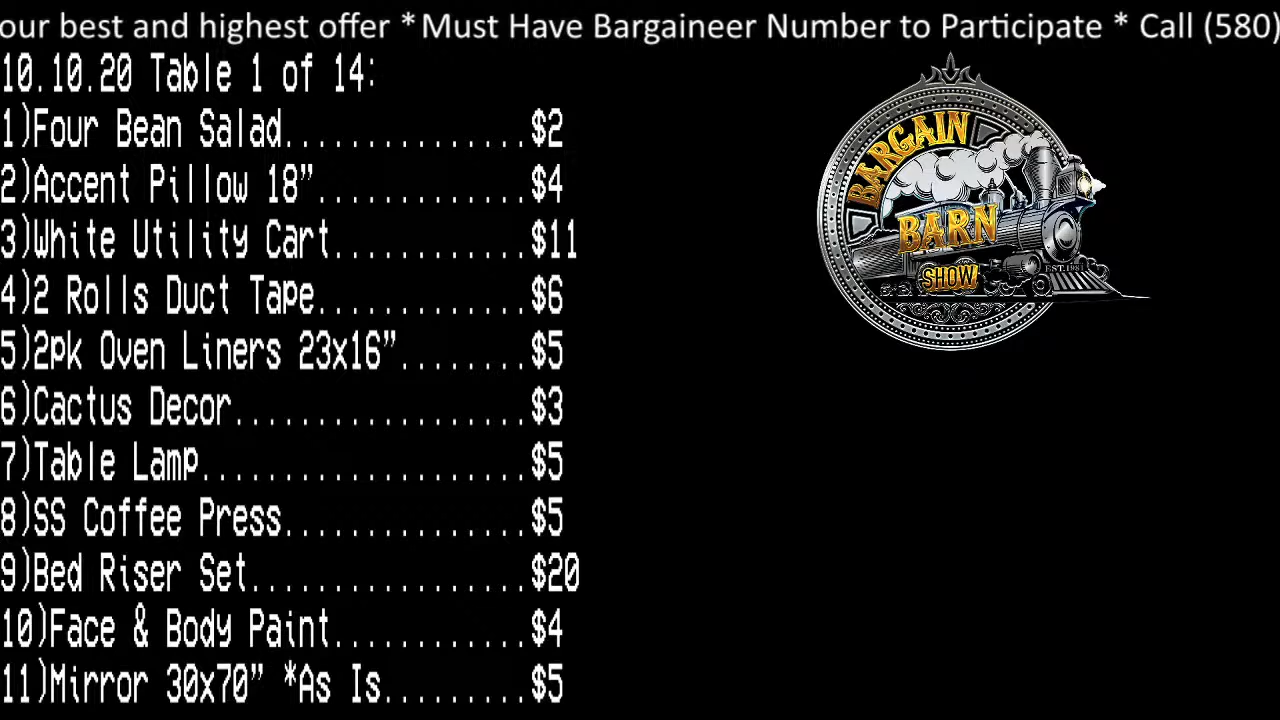 our best and highest offer *Must Have Bargaineer Number to Participate * Call (580)
10.10.20 Table 1 of 14:
1)Four Bean Salad...............$2
2)Accent Pillow 18”.............$4
3)White Utility Cart............$11
4)2 Rolls Duct Tape.............$6
5)2pk Oven Liners 23x16”........$5
6)Cactus Decor..................$3
7)Table Lamp....................$5
8)SS Coffee Press...............$5
9)Bed Riser Set.................$20
10)Face & Body Paint............$4
11)Mirror 30x70” *As Is.........$5
BARGAIN
BARN
SHOW